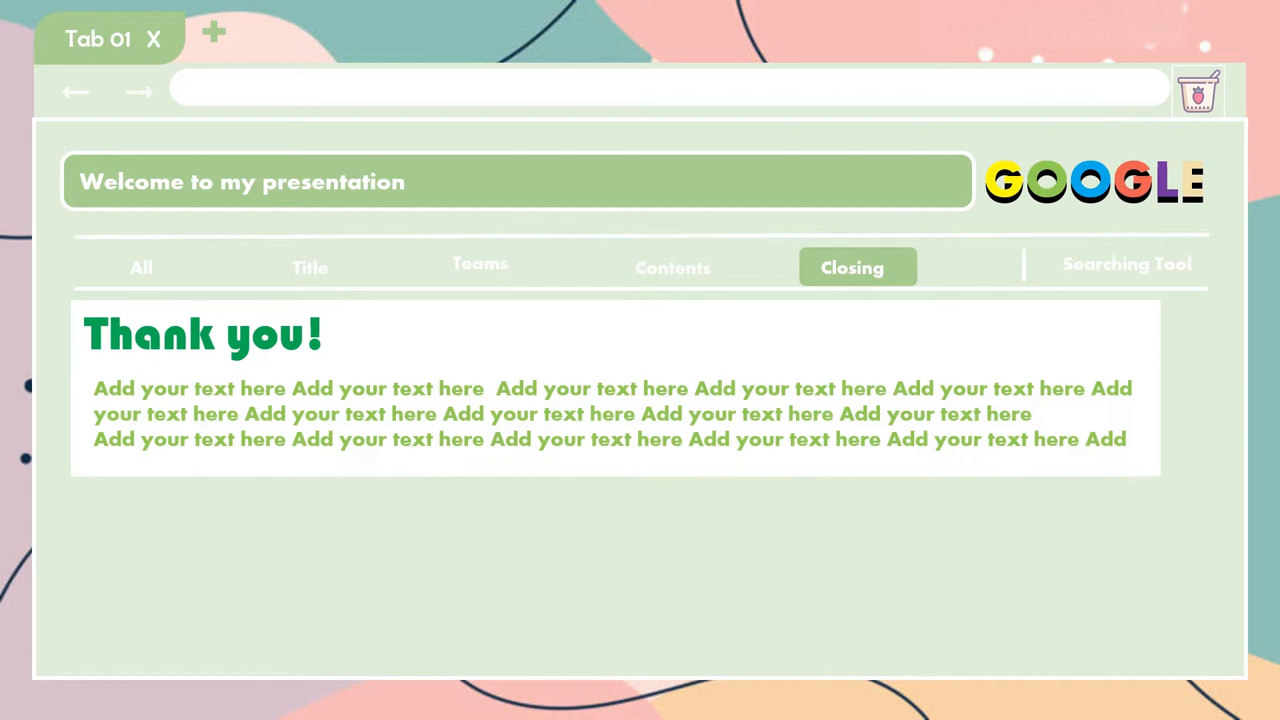 Tab 01 X
Welcome to my presentation
GOOGLE
All Title Teams Contents Closing Searching Tool
Thank you!
Add your text here Add your text here  Add your text here Add your text here Add your text here Add
your text here Add your text here Add your text here Add your text here Add your text here
Add your text here Add your text here Add your text here Add your text here Add your text here Add